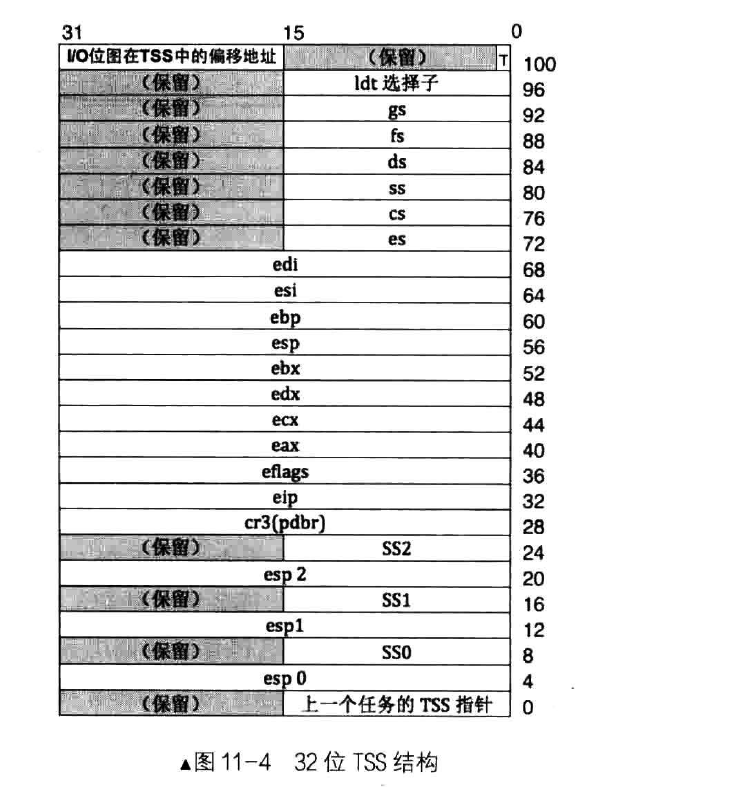 31 15 0
I/O位图在TSS中的偏移地址 （保留） T 100
（保留） ldt 选择子 96
（保留） gs 92
（保留） fs 88
（保留） ds 84
（保留） ss 80
（保留） cs 76
（保留） es 72
edi 68
esi 64
ebp 60
esp 56
ebx 52
edx 48
ecx 44
eax 40
eflags 36
eip 32
cr3(pdbr) 28
（保留） SS2 24
esp 2 20
（保留） SS1 16
esp1 12
（保留） SS0 8
esp 0 4
（保留） 上一个任务的 TSS 指针 0
▲图 11-4 32 位 TSS 结构